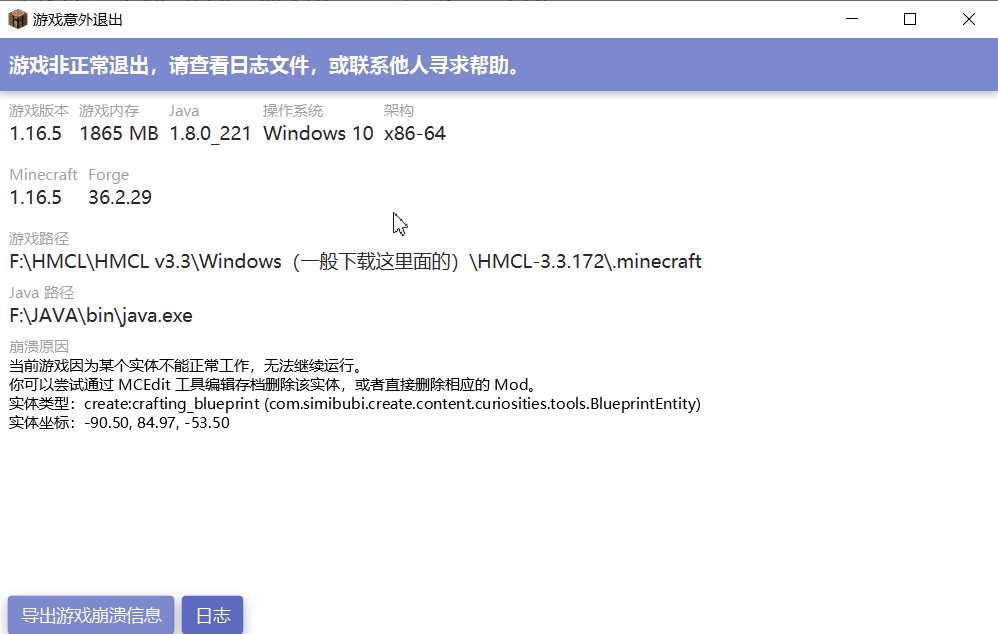 游戏意外退出
游戏非正常退出，请查看日志文件，或联系他人寻求帮助。
游戏版本 游戏内存 Java 操作系统 架构
1.16.5 1865 MB 1.8.0_221 Windows 10 x86-64
Minecraft Forge
1.16.5 36.2.29
游戏路径
F:\HMCL\HMCL v3.3\Windows（一般下载这里面的）\HMCL-3.3.172\.minecraft
Java 路径
F:\JAVA\bin\java.exe
崩溃原因
当前游戏因为某个实体不能正常工作，无法继续运行。
你可以尝试通过 MCEdit 工具编辑存档删除该实体，或者直接删除相应的 Mod。
实体类型：create:crafting_blueprint (com.simibubi.create.content.curiosities.tools.BlueprintEntity)
实体坐标：-90.50, 84.97, -53.50
导出游戏崩溃信息 日志